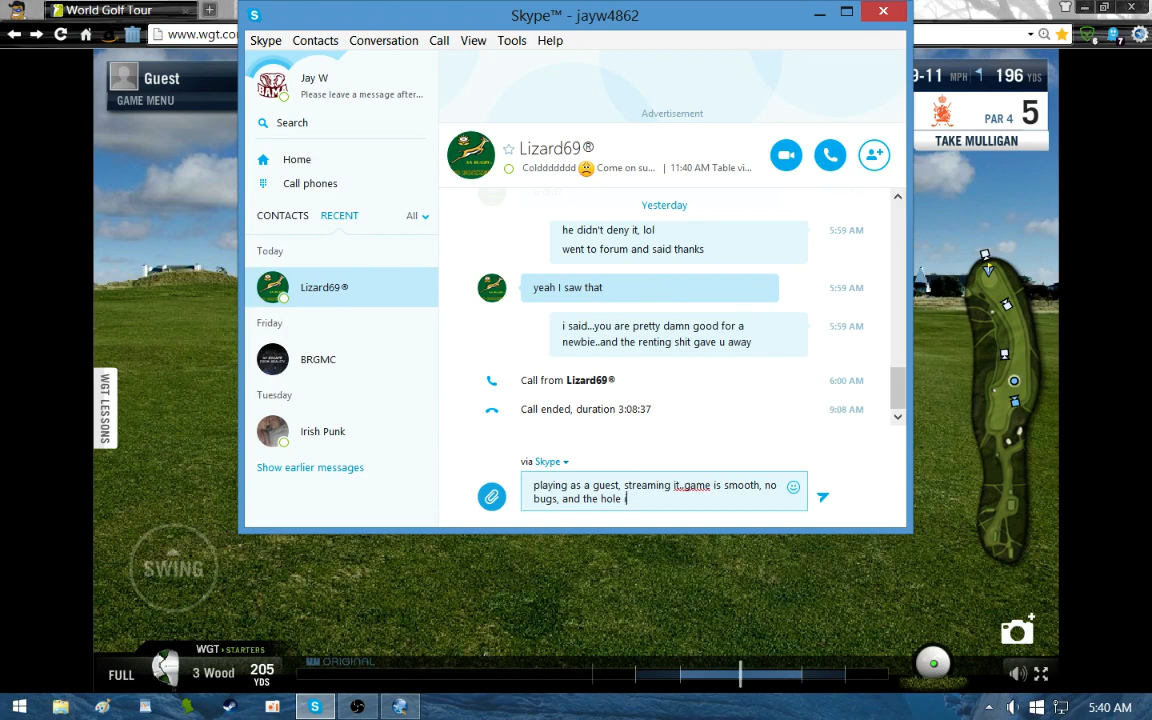 World Golf Tour
Skype™ - jayw4862
www.wgt.co
6
7
Skype Contacts Conversation Call View Tools Help
Guest
GAME MENU
Jay W
Please leave a message after...
Search
Home
Call phones
CONTACTS RECENT All
Today
Lizard69®
Friday
BRGMC
Tuesday
Irish Punk
Show earlier messages
Advertisement
Lizard69®
Colddddddd Come on su... | 11:40 AM Table vi...
Yesterday
he didn't deny it, lol 5:59 AM
went to forum and said thanks
yeah I saw that 5:59 AM
i said...you are pretty damn good for a 5:59 AM
newbie..and the renting shit gave u away
Call from Lizard69® 6:00 AM
Call ended, duration 3:08:37 9:08 AM
via Skype
playing as a guest, streaming it..game is smooth, no
bugs, and the hole i
9-11 MPH 196 YDS
PAR 4 5
TAKE MULLIGAN
WGT LESSONS
SWING
WGT STARTERS
FULL 3 Wood 205
YDS
ORIGINAL
5:40 AM